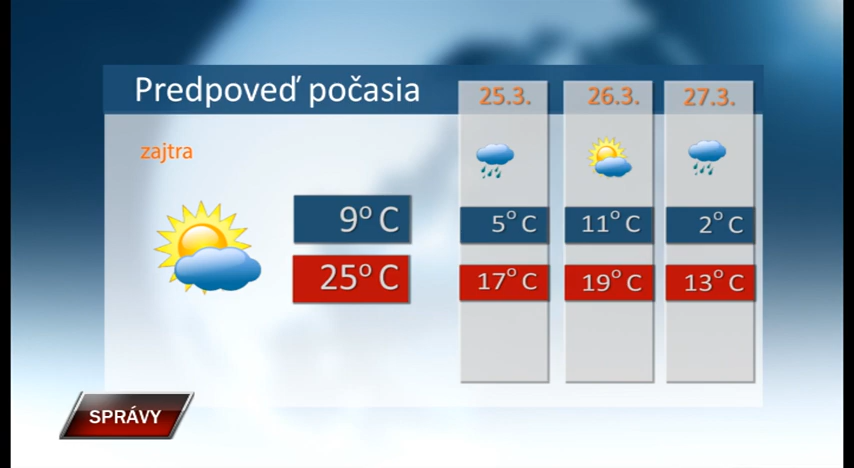 Predpoveď počasia
zajtra
9° C
25° C
25.3.
5° C
17° C
26.3.
11° C
19° C
27.3.
2° C
13° C
SPRÁVY